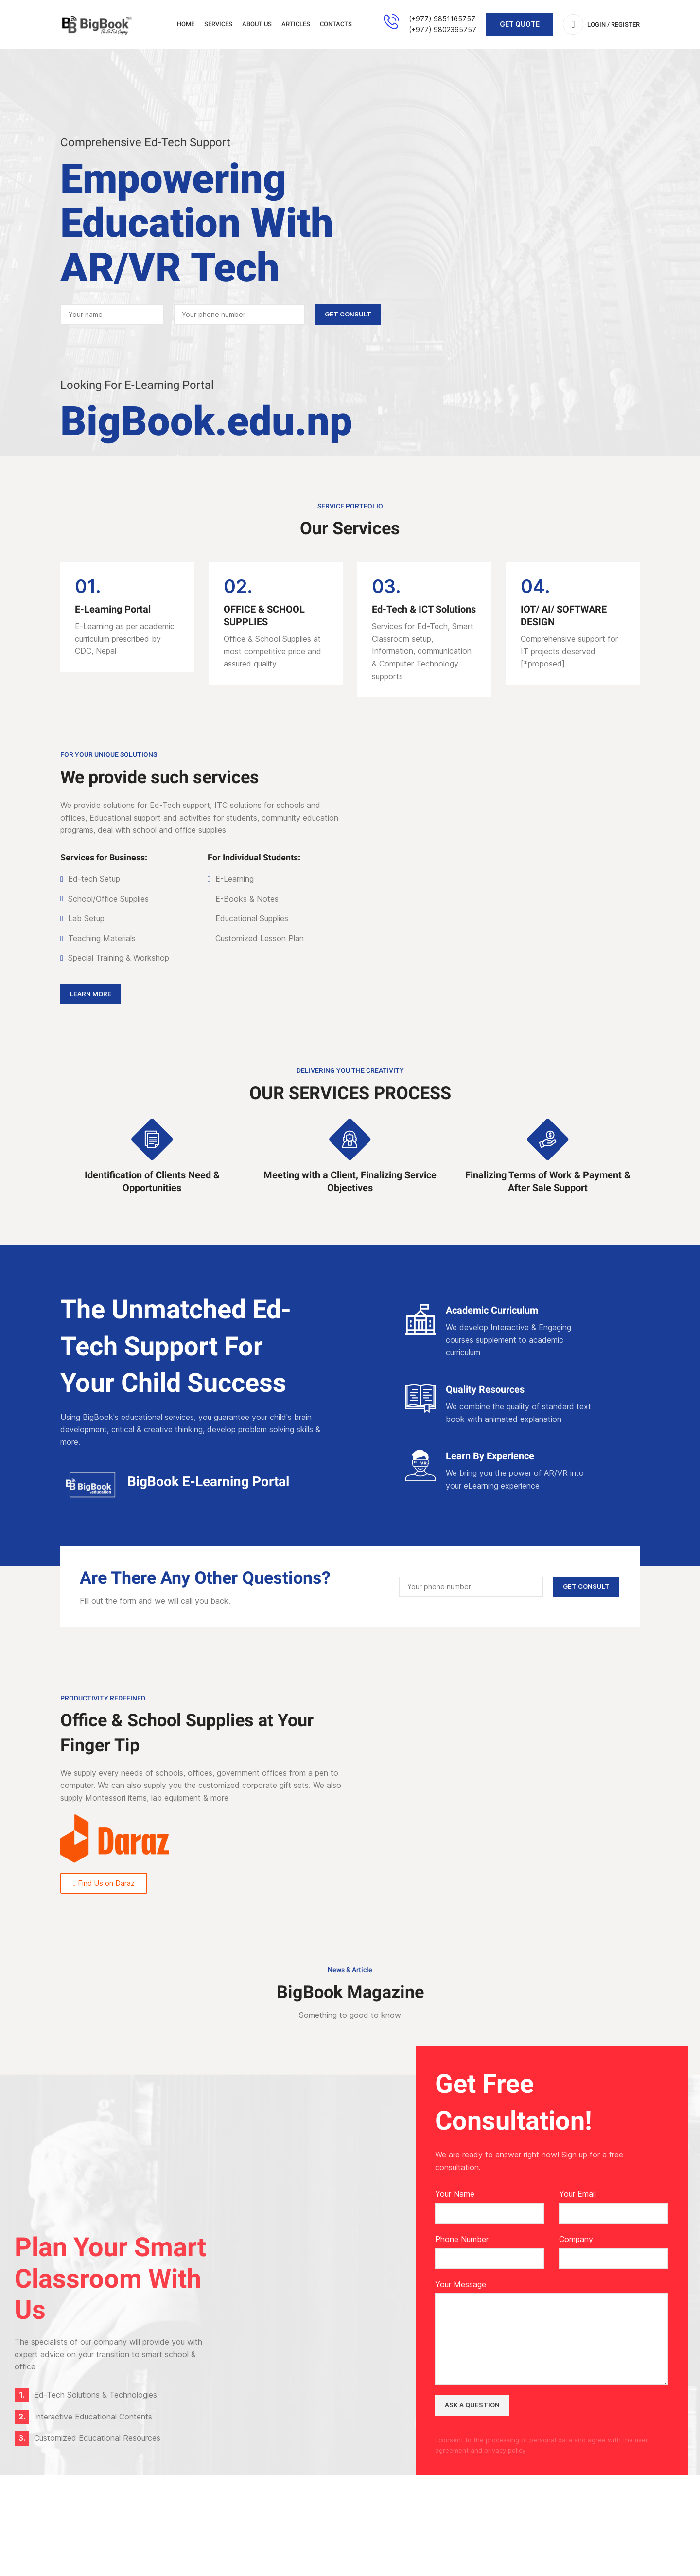 BigBook™
The Ed-Tech Company
HOME SERVICES ABOUT US ARTICLES CONTACTS
(+977) 9851165757
(+977) 9802365757
GET QUOTE
LOGIN / REGISTER
Comprehensive Ed-Tech Support
Empowering
Education With
AR/VR Tech
Your name
Your phone number
GET CONSULT
Looking For E-Learning Portal
BigBook.edu.np
SERVICE PORTFOLIO
Our Services
01.
E-Learning Portal
E-Learning as per academic
curriculum prescribed by
CDC, Nepal
02.
OFFICE & SCHOOL
SUPPLIES
Office & School Supplies at
most competitive price and
assured quality
03.
Ed-Tech & ICT Solutions
Services for Ed-Tech, Smart
Classroom setup,
Information, communication
& Computer Technology
supports
04.
IOT/ AI/ SOFTWARE
DESIGN
Comprehensive support for
IT projects deserved
[*proposed]
FOR YOUR UNIQUE SOLUTIONS
We provide such services
We provide solutions for Ed-Tech support, ITC solutions for schools and
offices, Educational support and activities for students, community education
programs, deal with school and office supplies
Services for Business:
Ed-tech Setup
School/Office Supplies
Lab Setup
Teaching Materials
Special Training & Workshop
For Individual Students:
E-Learning
E-Books & Notes
Educational Supplies
Customized Lesson Plan
LEARN MORE
DELIVERING YOU THE CREATIVITY
OUR SERVICES PROCESS
Identification of Clients Need &
Opportunities
Meeting with a Client, Finalizing Service
Objectives
Finalizing Terms of Work & Payment &
After Sale Support
The Unmatched Ed-
Tech Support For
Your Child Success
Using BigBook's educational services, you guarantee your child's brain
development, critical & creative thinking, develop problem solving skills &
more.
BigBook
.education
BigBook E-Learning Portal
Academic Curriculum
We develop Interactive & Engaging
courses supplement to academic
curriculum
Quality Resources
We combine the quality of standard text
book with animated explanation
VR
Learn By Experience
We bring you the power of AR/VR into
your eLearning experience
Are There Any Other Questions?
Fill out the form and we will call you back.
Your phone number
GET CONSULT
PRODUCTIVITY REDEFINED
Office & School Supplies at Your
Finger Tip
We supply every needs of schools, offices, government offices from a pen to
computer. We can also supply you the customized corporate gift sets. We also
supply Montessori items, lab equipment & more
Daraz
Find Us on Daraz
News & Article
BigBook Magazine
Something to good to know
Plan Your Smart
Classroom With
Us
The specialists of our company will provide you with
expert advice on your transition to smart school &
office
1. Ed-Tech Solutions & Technologies
2. Interactive Educational Contents
3. Customized Educational Resources
Get Free
Consultation!
We are ready to answer right now! Sign up for a free
consultation.
Your Name
Your Email
Phone Number
Company
Your Message
ASK A QUESTION
I consent to the processing of personal data and agree with the user
agreement and privacy policy